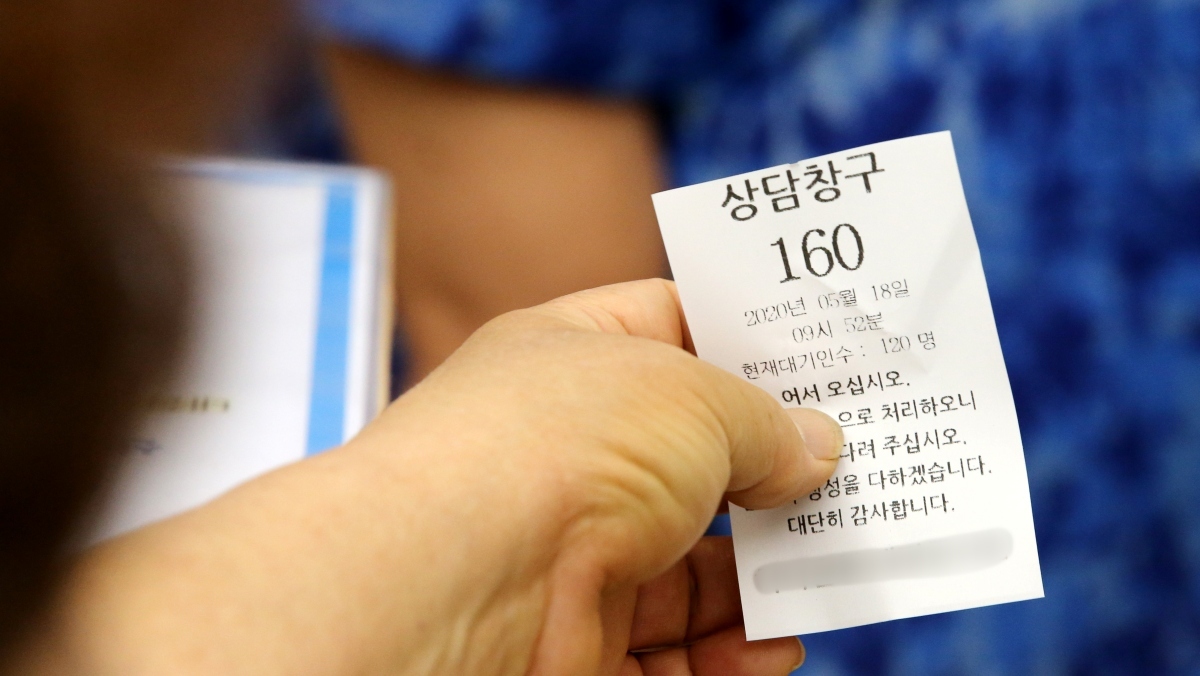 상담창구
160
2020년 05월 18일
09시 52분
현재대기인수 : 120 명
어서 오십시오.
으로 처리하오니
다려 주십시오.
다하겠습니다.
대단히 감사합니다.